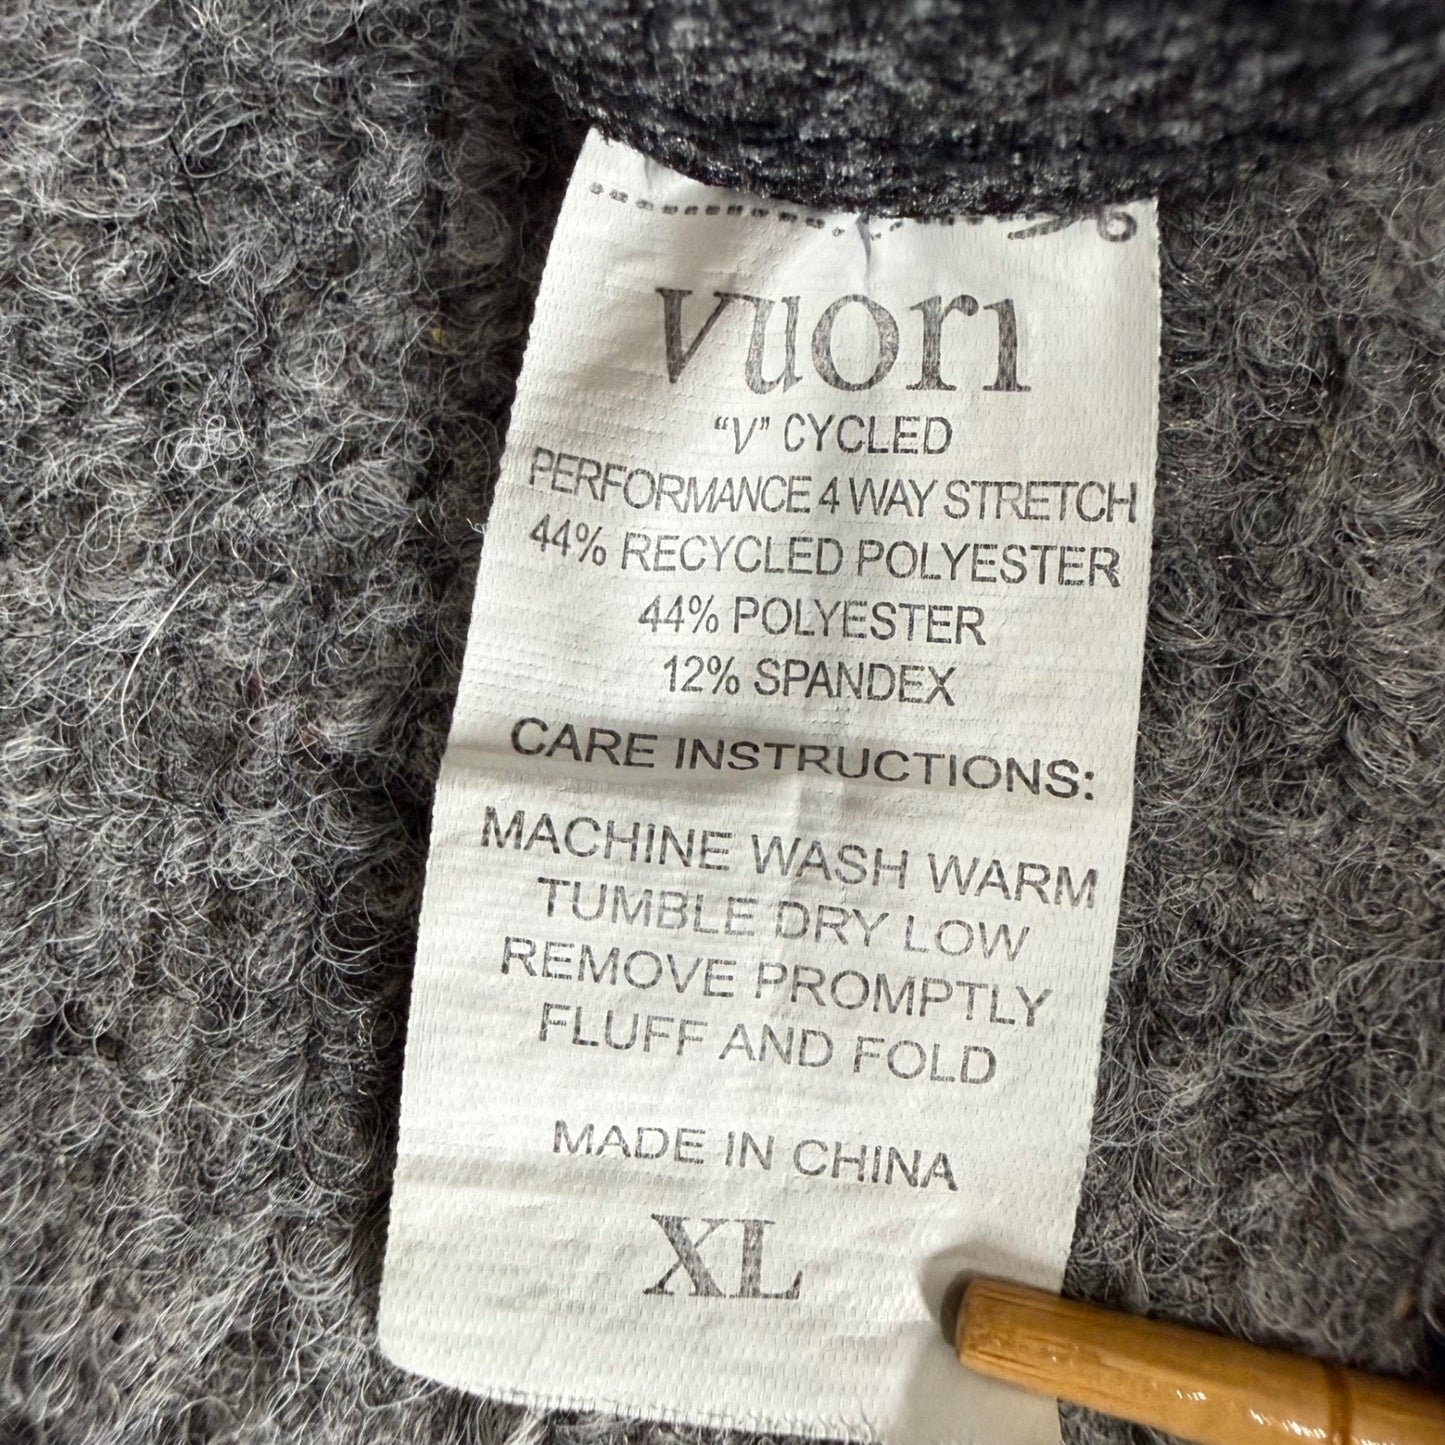 vuori
"V" CYCLED
PERFORMANCE 4 WAY STRETCH
44% RECYCLED POLYESTER
44% POLYESTER
12% SPANDEX
CARE INSTRUCTIONS:
MACHINE WASH WARM
TUMBLE DRY LOW
REMOVE PROMPTLY
FLUFF AND FOLD
MADE IN CHINA
XL